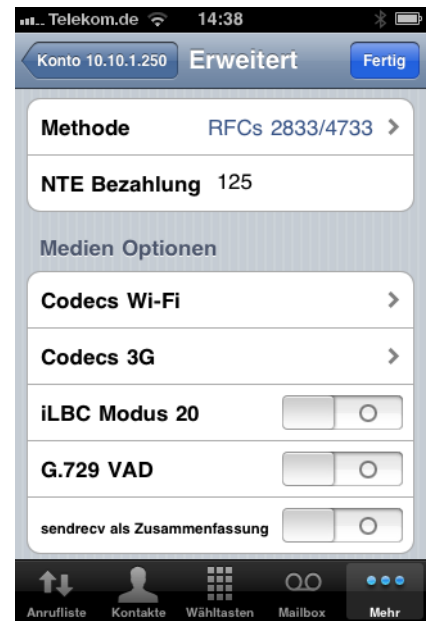 Telekom.de 14:38
Konto 10.10.1.250 Erweitert Fertig
Methode RFCs 2833/4733
NTE Bezahlung 125
Medien Optionen
Codecs Wi-Fi
Codecs 3G
iLBC Modus 20
G.729 VAD
sendrecv als Zusammenfassung
Anrufliste Kontakte Wähltasten Mailbox Mehr